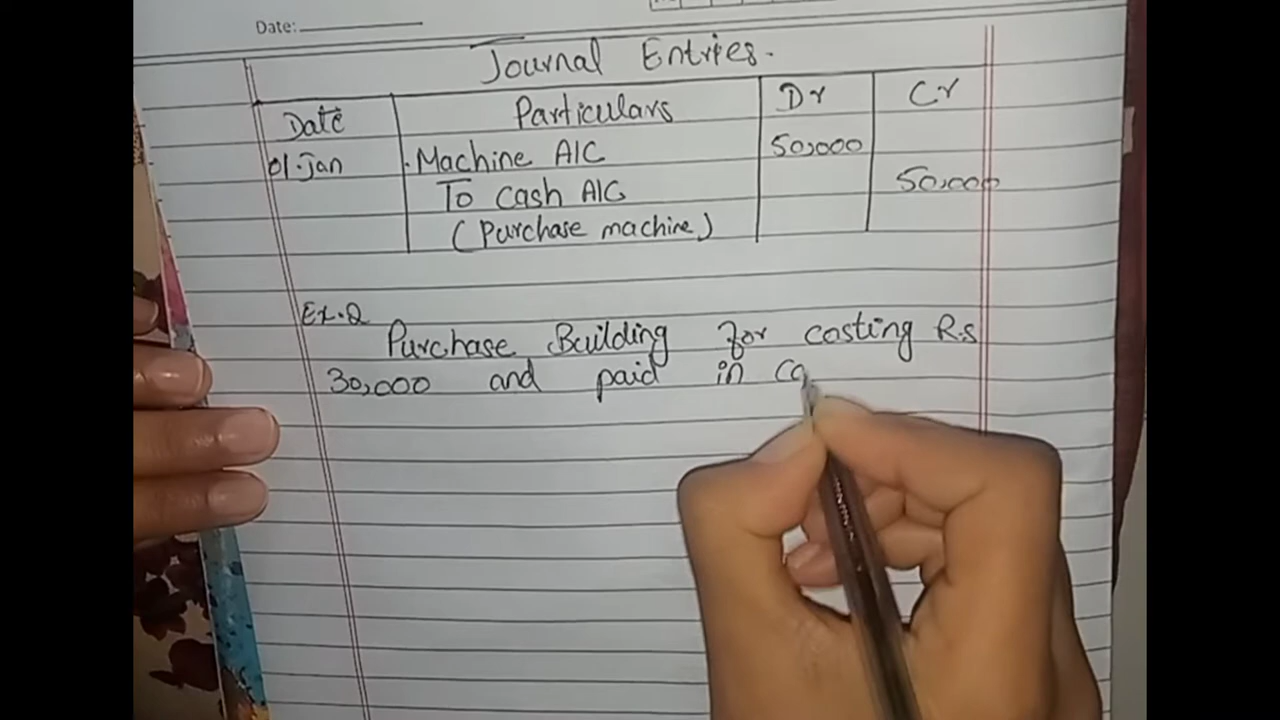 Date:
Journal Entries.
Date Particulars Dr Cr
01.Jan Machine A/C 50,000
To Cash A/C 50,000
(Purchase machine)
Ex.2
Purchase Building for costing R.s
30,000 and paid in ca